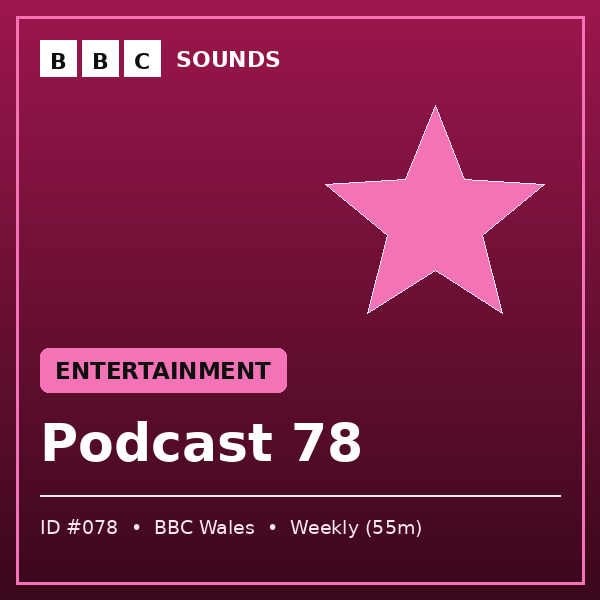 BBC SOUNDS
ENTERTAINMENT
Podcast 78
ID #078 • BBC Wales • Weekly (55m)